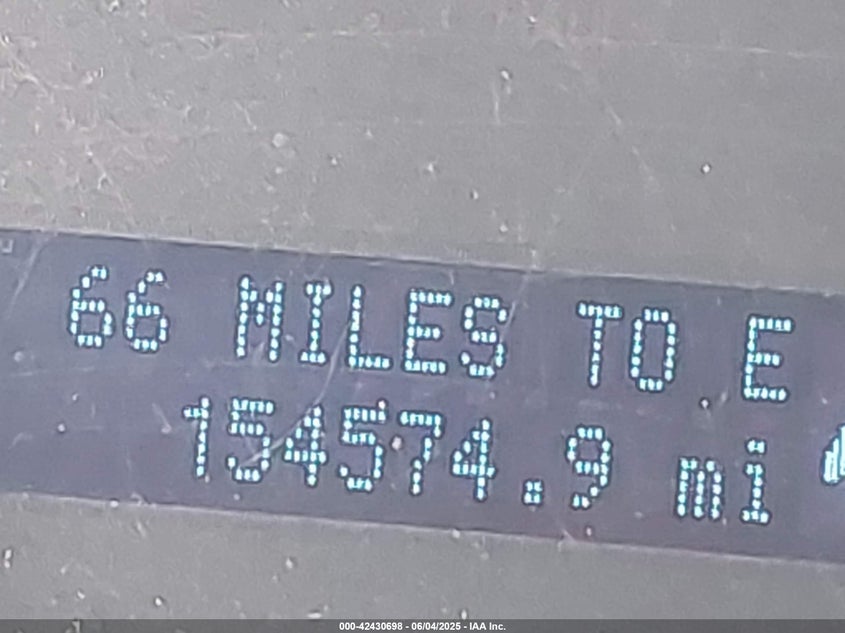 66 MILES TO E
154574.9 mi
000-42430698 - 06/04/2025 - IAA Inc.